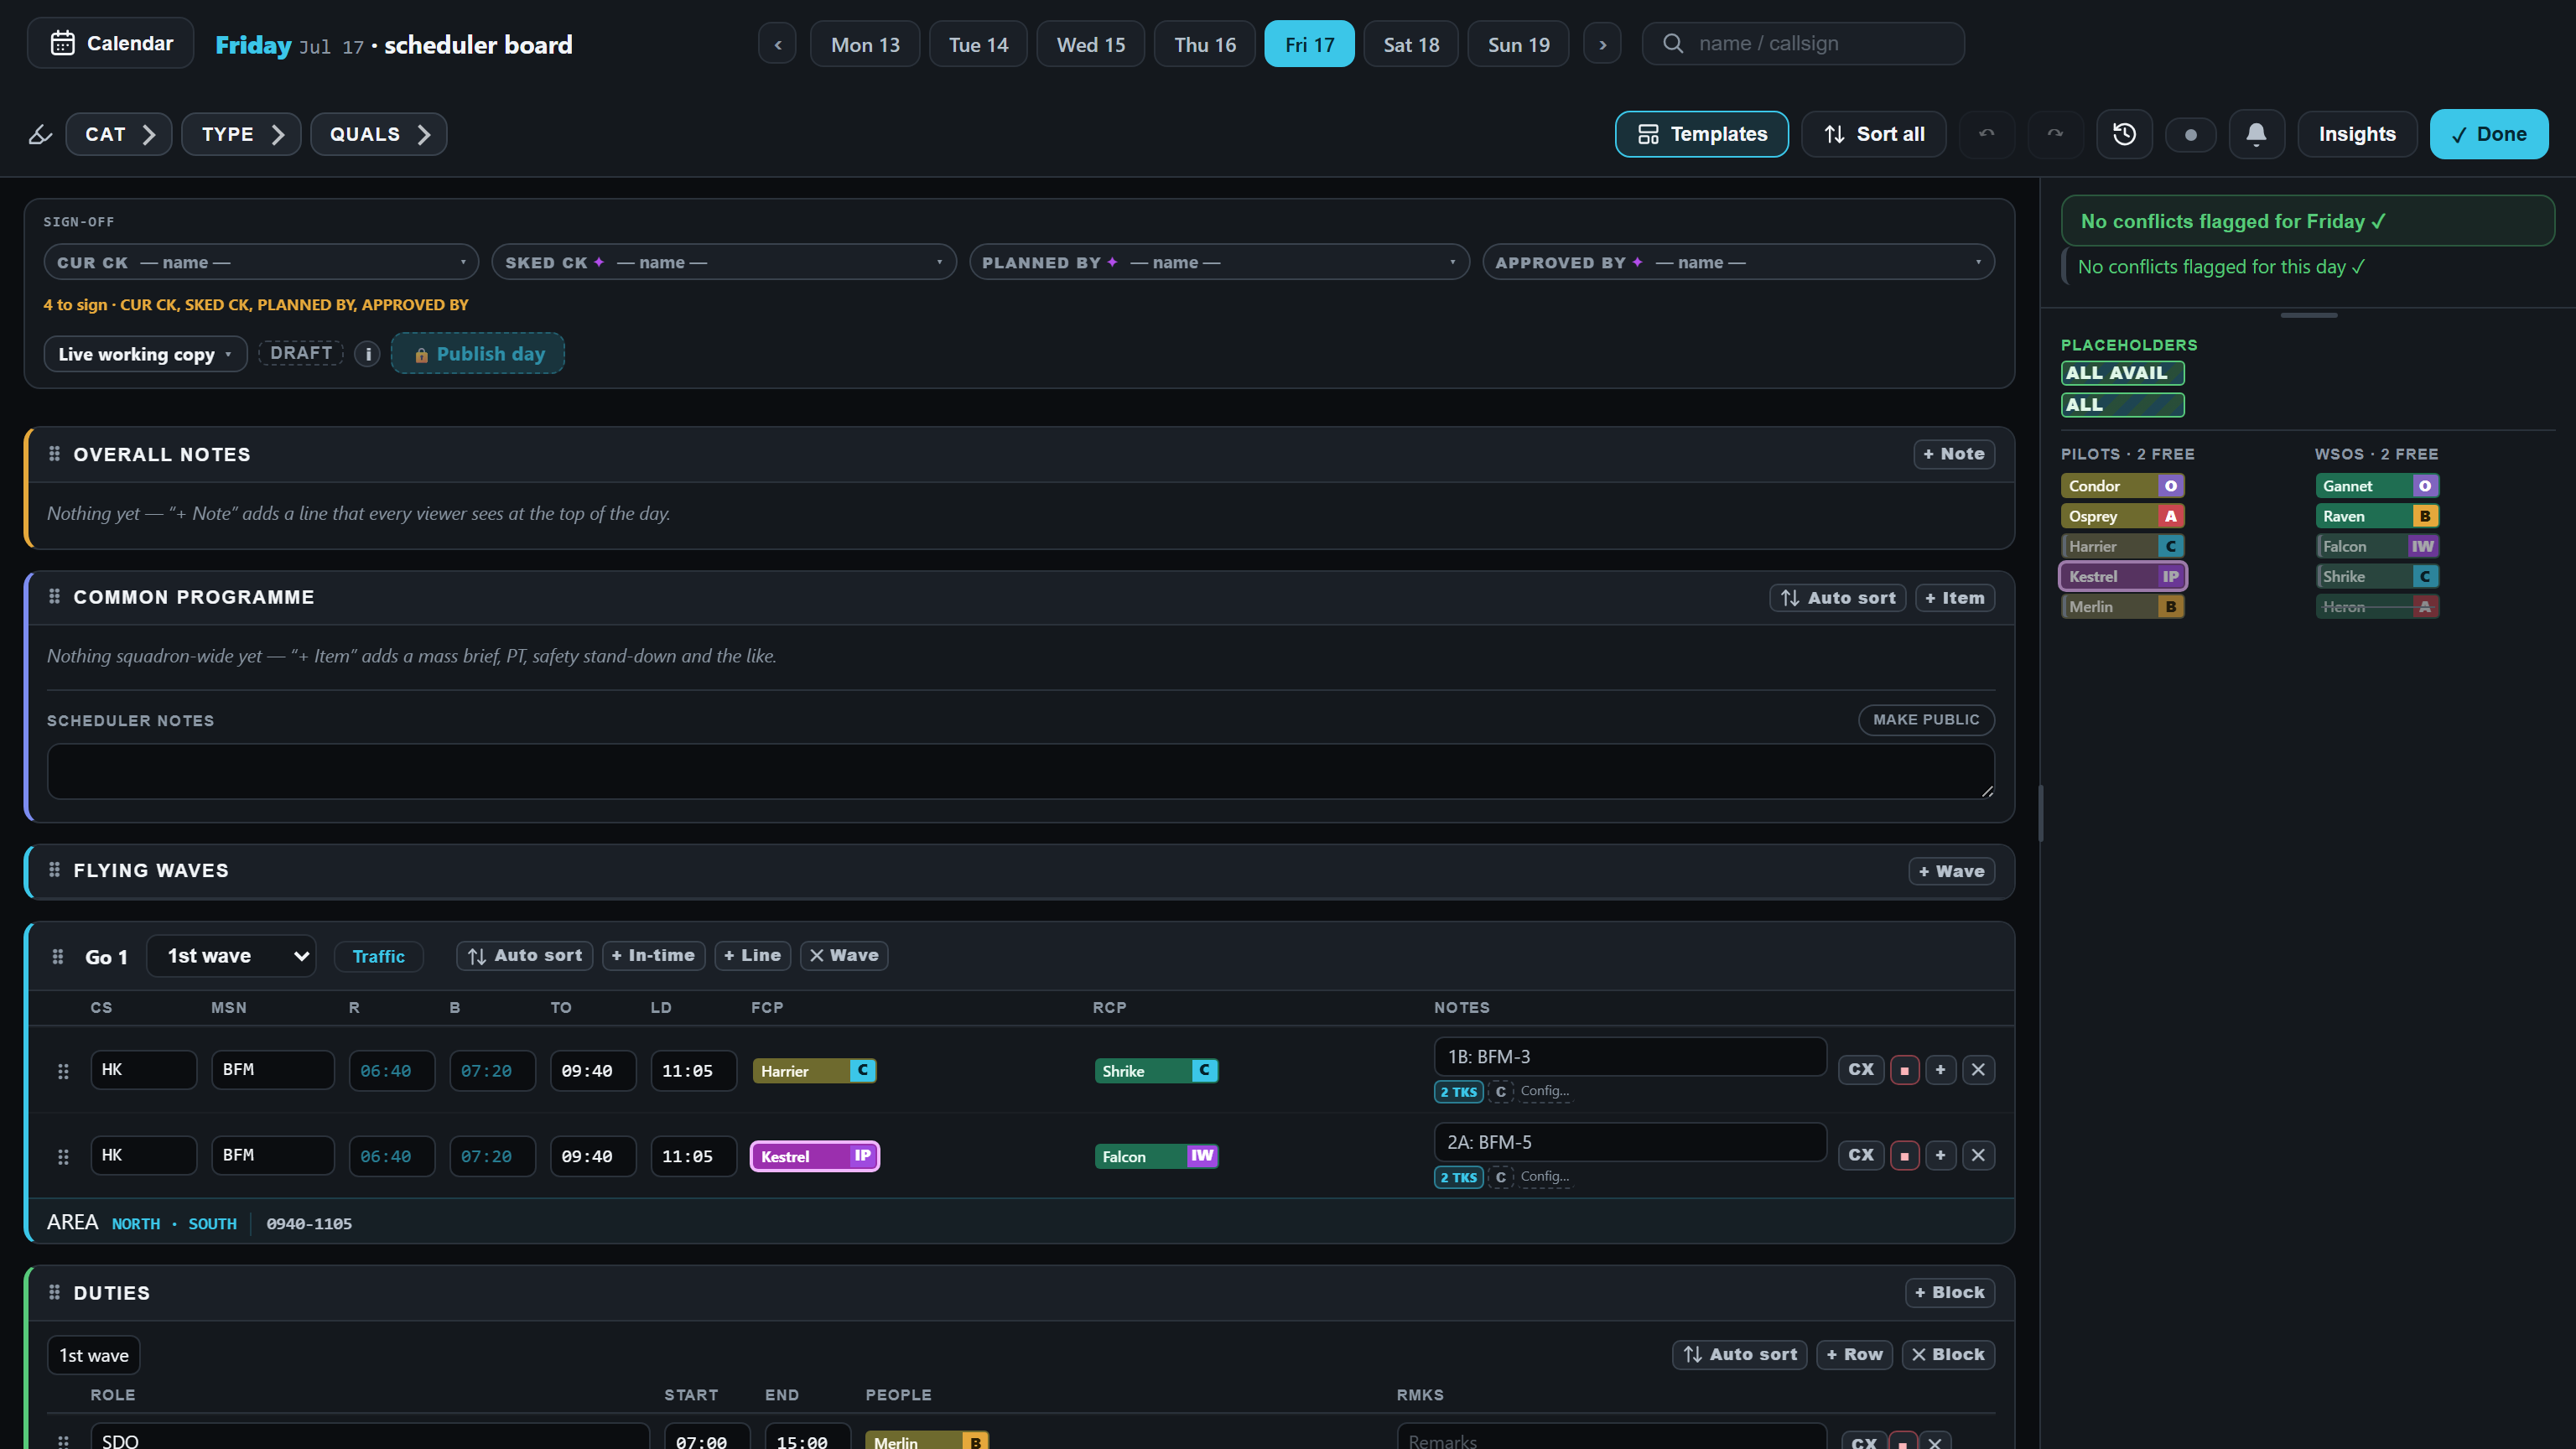 Calendar
Friday Jul 17 · scheduler board
‹ Mon 13 Tue 14 Wed 15 Thu 16 Fri 17 Sat 18 Sun 19 ›
name / callsign
CAT TYPE QUALS
Templates Sort all Insights ✓ Done
SIGN-OFF
CUR CK — name —
SKED CK ✦ — name —
PLANNED BY ✦ — name —
APPROVED BY ✦ — name —
4 to sign · CUR CK, SKED CK, PLANNED BY, APPROVED BY
Live working copy DRAFT i Publish day
OVERALL NOTES
+ Note
Nothing yet — “+ Note” adds a line that every viewer sees at the top of the day.
COMMON PROGRAMME
Auto sort + Item
Nothing squadron-wide yet — “+ Item” adds a mass brief, PT, safety stand-down and the like.
SCHEDULER NOTES
MAKE PUBLIC
FLYING WAVES
+ Wave
Go 1 1st wave Traffic Auto sort + In-time + Line ✕ Wave
CS MSN R B TO LD FCP RCP NOTES
HK BFM 06:40 07:20 09:40 11:05 Harrier C Shrike C 1B: BFM-3 CX + ✕
2 TKS C Config...
HK BFM 06:40 07:20 09:40 11:05 Kestrel IP Falcon IW 2A: BFM-5 CX + ✕
2 TKS C Config...
AREA NORTH · SOUTH 0940-1105
DUTIES
+ Block
1st wave
Auto sort + Row ✕ Block
ROLE START END PEOPLE RMKS
SDO 07:00 15:00 Merlin B Remarks CX ✕
No conflicts flagged for Friday ✓
No conflicts flagged for this day ✓
PLACEHOLDERS
ALL AVAIL
ALL
PILOTS · 2 FREE
Condor O
Osprey A
Harrier C
Kestrel IP
Merlin B
WSOS · 2 FREE
Gannet O
Raven B
Falcon IW
Shrike C
Heron A